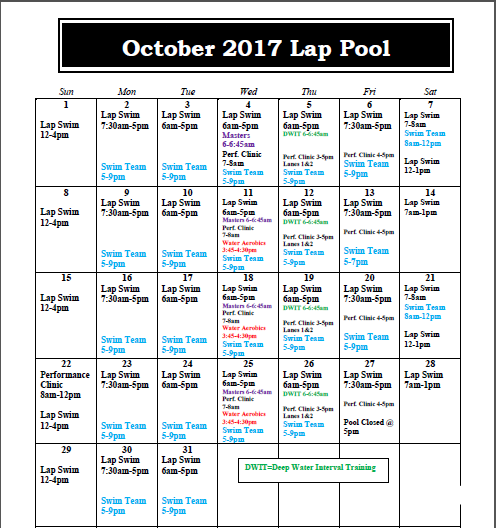 October 2017 Lap Pool
Sun Mon Tue Wed Thu Fri Sat
1
Lap Swim
12-4pm
2
Lap Swim
7:30am-5pm
Swim Team
5-9pm
3
Lap Swim
6am-5pm
Swim Team
5-9pm
4
Lap Swim
6am-5pm
Masters
6-6:45am
Perf. Clinic
7-8am
Swim Team
5-9pm
5
Lap Swim
6am-5pm
DWIT 6-6:45am
Perf. Clinic 3-5pm
Lanes 1&2
Swim Team
5-9pm
6
Lap Swim
7:30am-5pm
Perf. Clinic 4-5pm
Swim Team
5-9pm
7
Lap Swim
7-8am
Swim Team
8am-12pm
Lap Swim
12-1pm
8
Lap Swim
12-4pm
9
Lap Swim
7:30am-5pm
Swim Team
5-9pm
10
Lap Swim
6am-5pm
Swim Team
5-9pm
11
Lap Swim
6am-5pm
Masters 6-6:45am
Perf. Clinic
7-8am
Water Aerobics
3:45-4:30pm
Swim Team
5-9pm
12
Lap Swim
6am-5pm
DWIT 6-6:45am
Perf. Clinic 3-5pm
Lanes 1&2
Swim Team
5-9pm
13
Lap Swim
7:30am-5pm
Perf. Clinic 4-5pm
Swim Team
5-7pm
14
Lap Swim
7am-1pm
15
Lap Swim
12-4pm
16
Lap Swim
7:30am-5pm
Swim Team
5-9pm
17
Lap Swim
6am-5pm
Swim Team
5-9pm
18
Lap Swim
6am-5pm
Masters 6-6:45am
Perf. Clinic
7-8am
Water Aerobics
3:45-4:30pm
Swim Team
5-9pm
19
Lap Swim
6am-5pm
DWIT 6-6:45am
Perf. Clinic 3-5pm
Lanes 1&2
Swim Team
5-9pm
20
Lap Swim
7:30am-5pm
Perf. Clinic 4-5pm
Swim Team
5-9pm
21
Lap Swim
7-8am
Swim Team
8am-12pm
Lap Swim
12-1pm
22
Performance
Clinic
8am-12pm
Lap Swim
12-4pm
23
Lap Swim
7:30am-5pm
Swim Team
5-9pm
24
Lap Swim
6am-5pm
Swim Team
5-9pm
25
Lap Swim
6am-5pm
Masters 6-6:45am
Perf. Clinic
7-8am
Water Aerobics
3:45-4:30pm
Swim Team
5-9pm
26
Lap Swim
6am-5pm
DWIT 6-6:45am
Perf. Clinic 3-5pm
Lanes 1&2
Swim Team
5-9pm
27
Lap Swim
7:30am-5pm
Perf. Clinic 4-5pm
Pool Closed @
5pm
28
Lap Swim
7am-1pm
29
Lap Swim
12-4pm
30
Lap Swim
7:30am-5pm
Swim Team
5-9pm
31
Lap Swim
6am-5pm
Swim Team
5-9pm
DWIT=Deep Water Interval Training